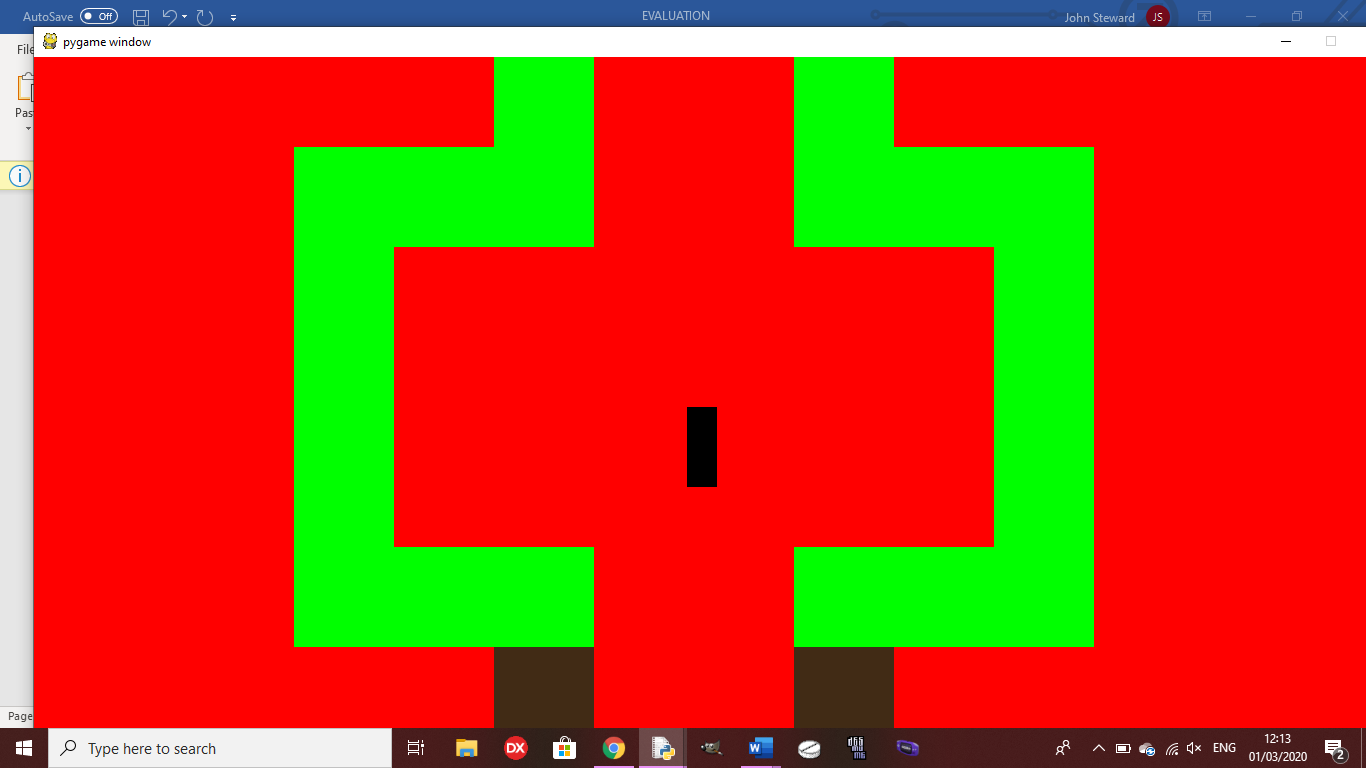 AutoSave Off
EVALUATION
John Steward JS
pygame window
File
Past
Page
Type here to search
DX
ENG
12:13
01/03/2020
2